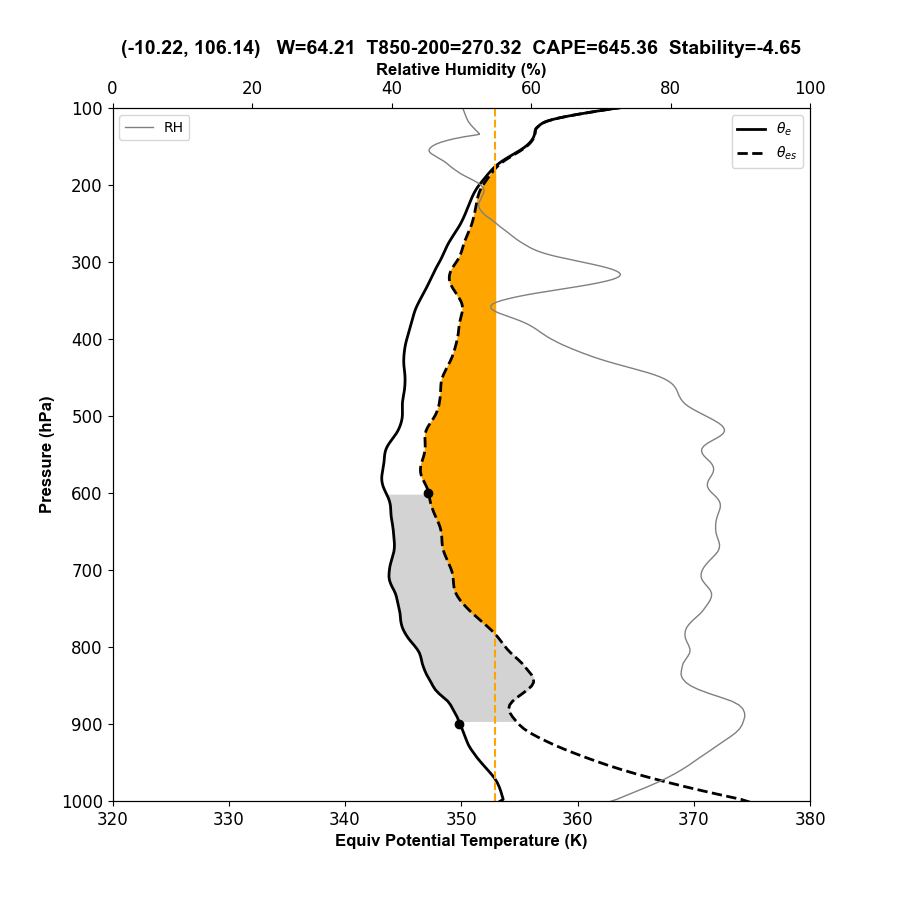 (-10.22, 106.14)   W=64.21  T850-200=270.32  CAPE=645.36  Stability=-4.65
Relative Humidity (%)
0 20 40 60 80 100
100
200
300
400
500
600
700
800
900
1000
Pressure (hPa)
RH
θe
θes
320 330 340 350 360 370 380
Equiv Potential Temperature (K)